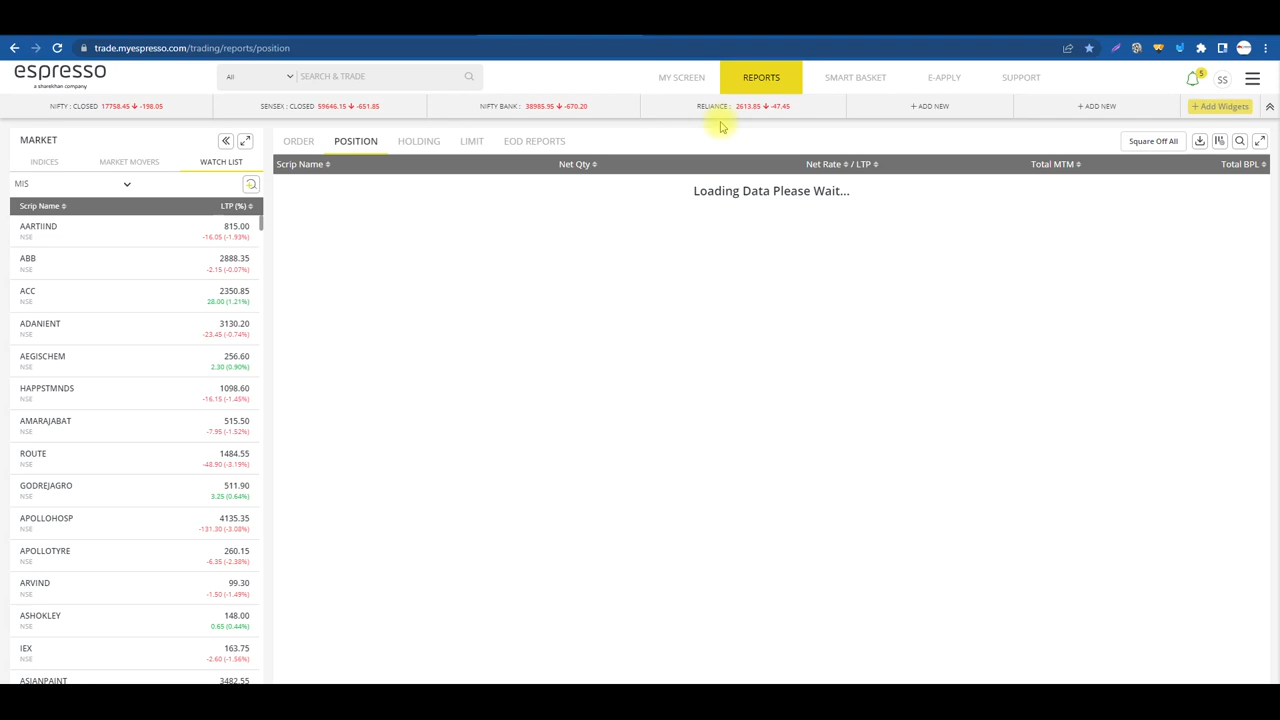 trade.myespresso.com/trading/reports/position
espresso
a sharekhan company
All
SEARCH & TRADE
MY SCREEN
REPORTS
SMART BASKET
E-APPLY
SUPPORT
5
SS
NIFTY : CLOSED 17758.45 -198.05
SENSEX : CLOSED 59646.15 -651.85
NIFTY BANK : 38985.95 -670.20
RELIANCE : 2613.85 -47.45
+ ADD NEW
+ ADD NEW
+ Add Widgets
MARKET
INDICES
MARKET MOVERS
WATCH LIST
MIS
Scrip Name
LTP (%)
AARTIIND 815.00
NSE -16.05 (-1.93%)
ABB 2888.35
NSE -2.15 (-0.07%)
ACC 2350.85
NSE 28.00 (1.21%)
ADANIENT 3130.20
NSE -23.45 (-0.74%)
AEGISCHEM 256.60
NSE 2.30 (0.90%)
HAPPSTMNDS 1098.60
NSE -16.15 (-1.45%)
AMARAJABAT 515.50
NSE -7.95 (-1.52%)
ROUTE 1484.55
NSE -48.90 (-3.19%)
GODREJAGRO 511.90
NSE 3.25 (0.64%)
APOLLOHOSP 4135.35
NSE -131.30 (-3.08%)
APOLLOTYRE 260.15
NSE -6.35 (-2.38%)
ARVIND 99.30
NSE -1.50 (-1.49%)
ASHOKLEY 148.00
NSE 0.65 (0.44%)
IEX 163.75
NSE -2.60 (-1.56%)
ASIANPAINT 3482.55
ORDER
POSITION
HOLDING
LIMIT
EOD REPORTS
Square Off All
Scrip Name
Net Qty
Net Rate / LTP
Total MTM
Total BPL
Loading Data Please Wait...